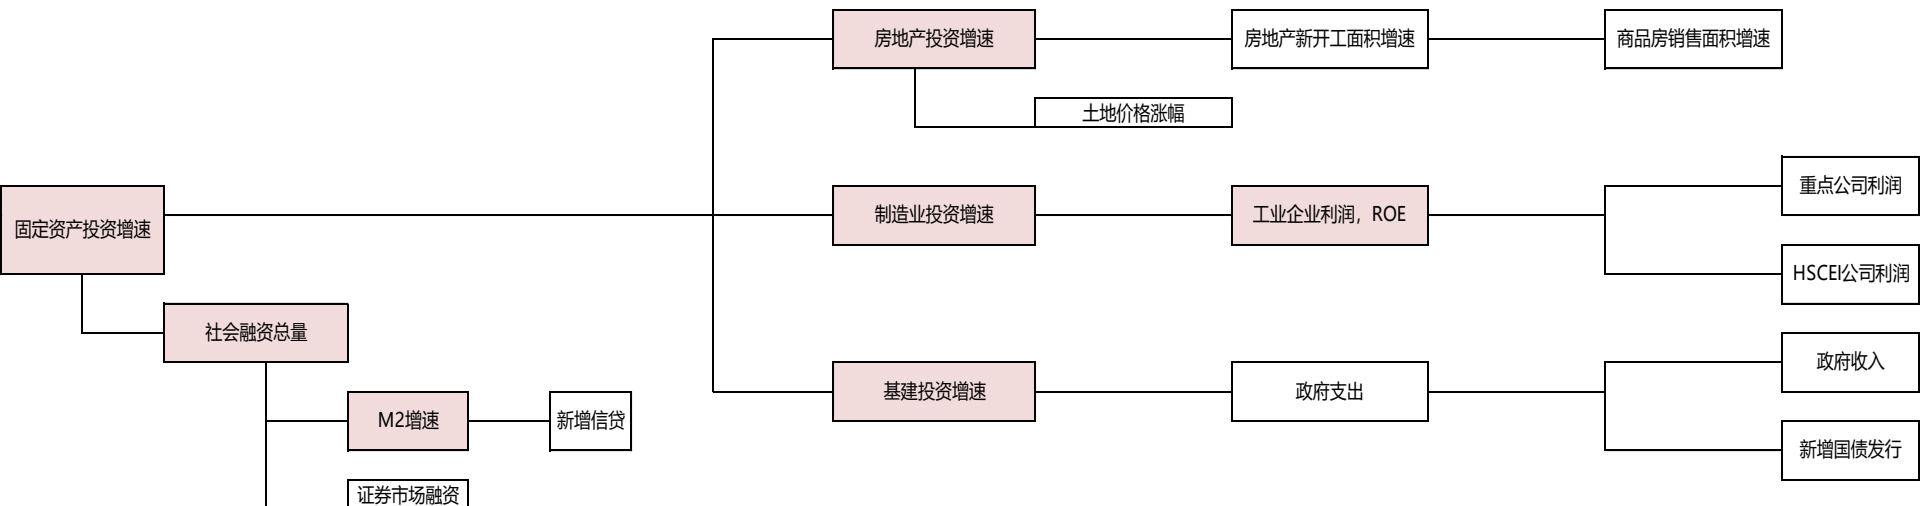 房地产投资增速
房地产新开工面积增速
商品房销售面积增速
土地价格涨幅
固定资产投资增速
制造业投资增速
工业企业利润，ROE
重点公司利润
HSCEI公司利润
社会融资总量
基建投资增速
政府支出
政府收入
M2增速
新增信贷
新增国债发行
证券市场融资